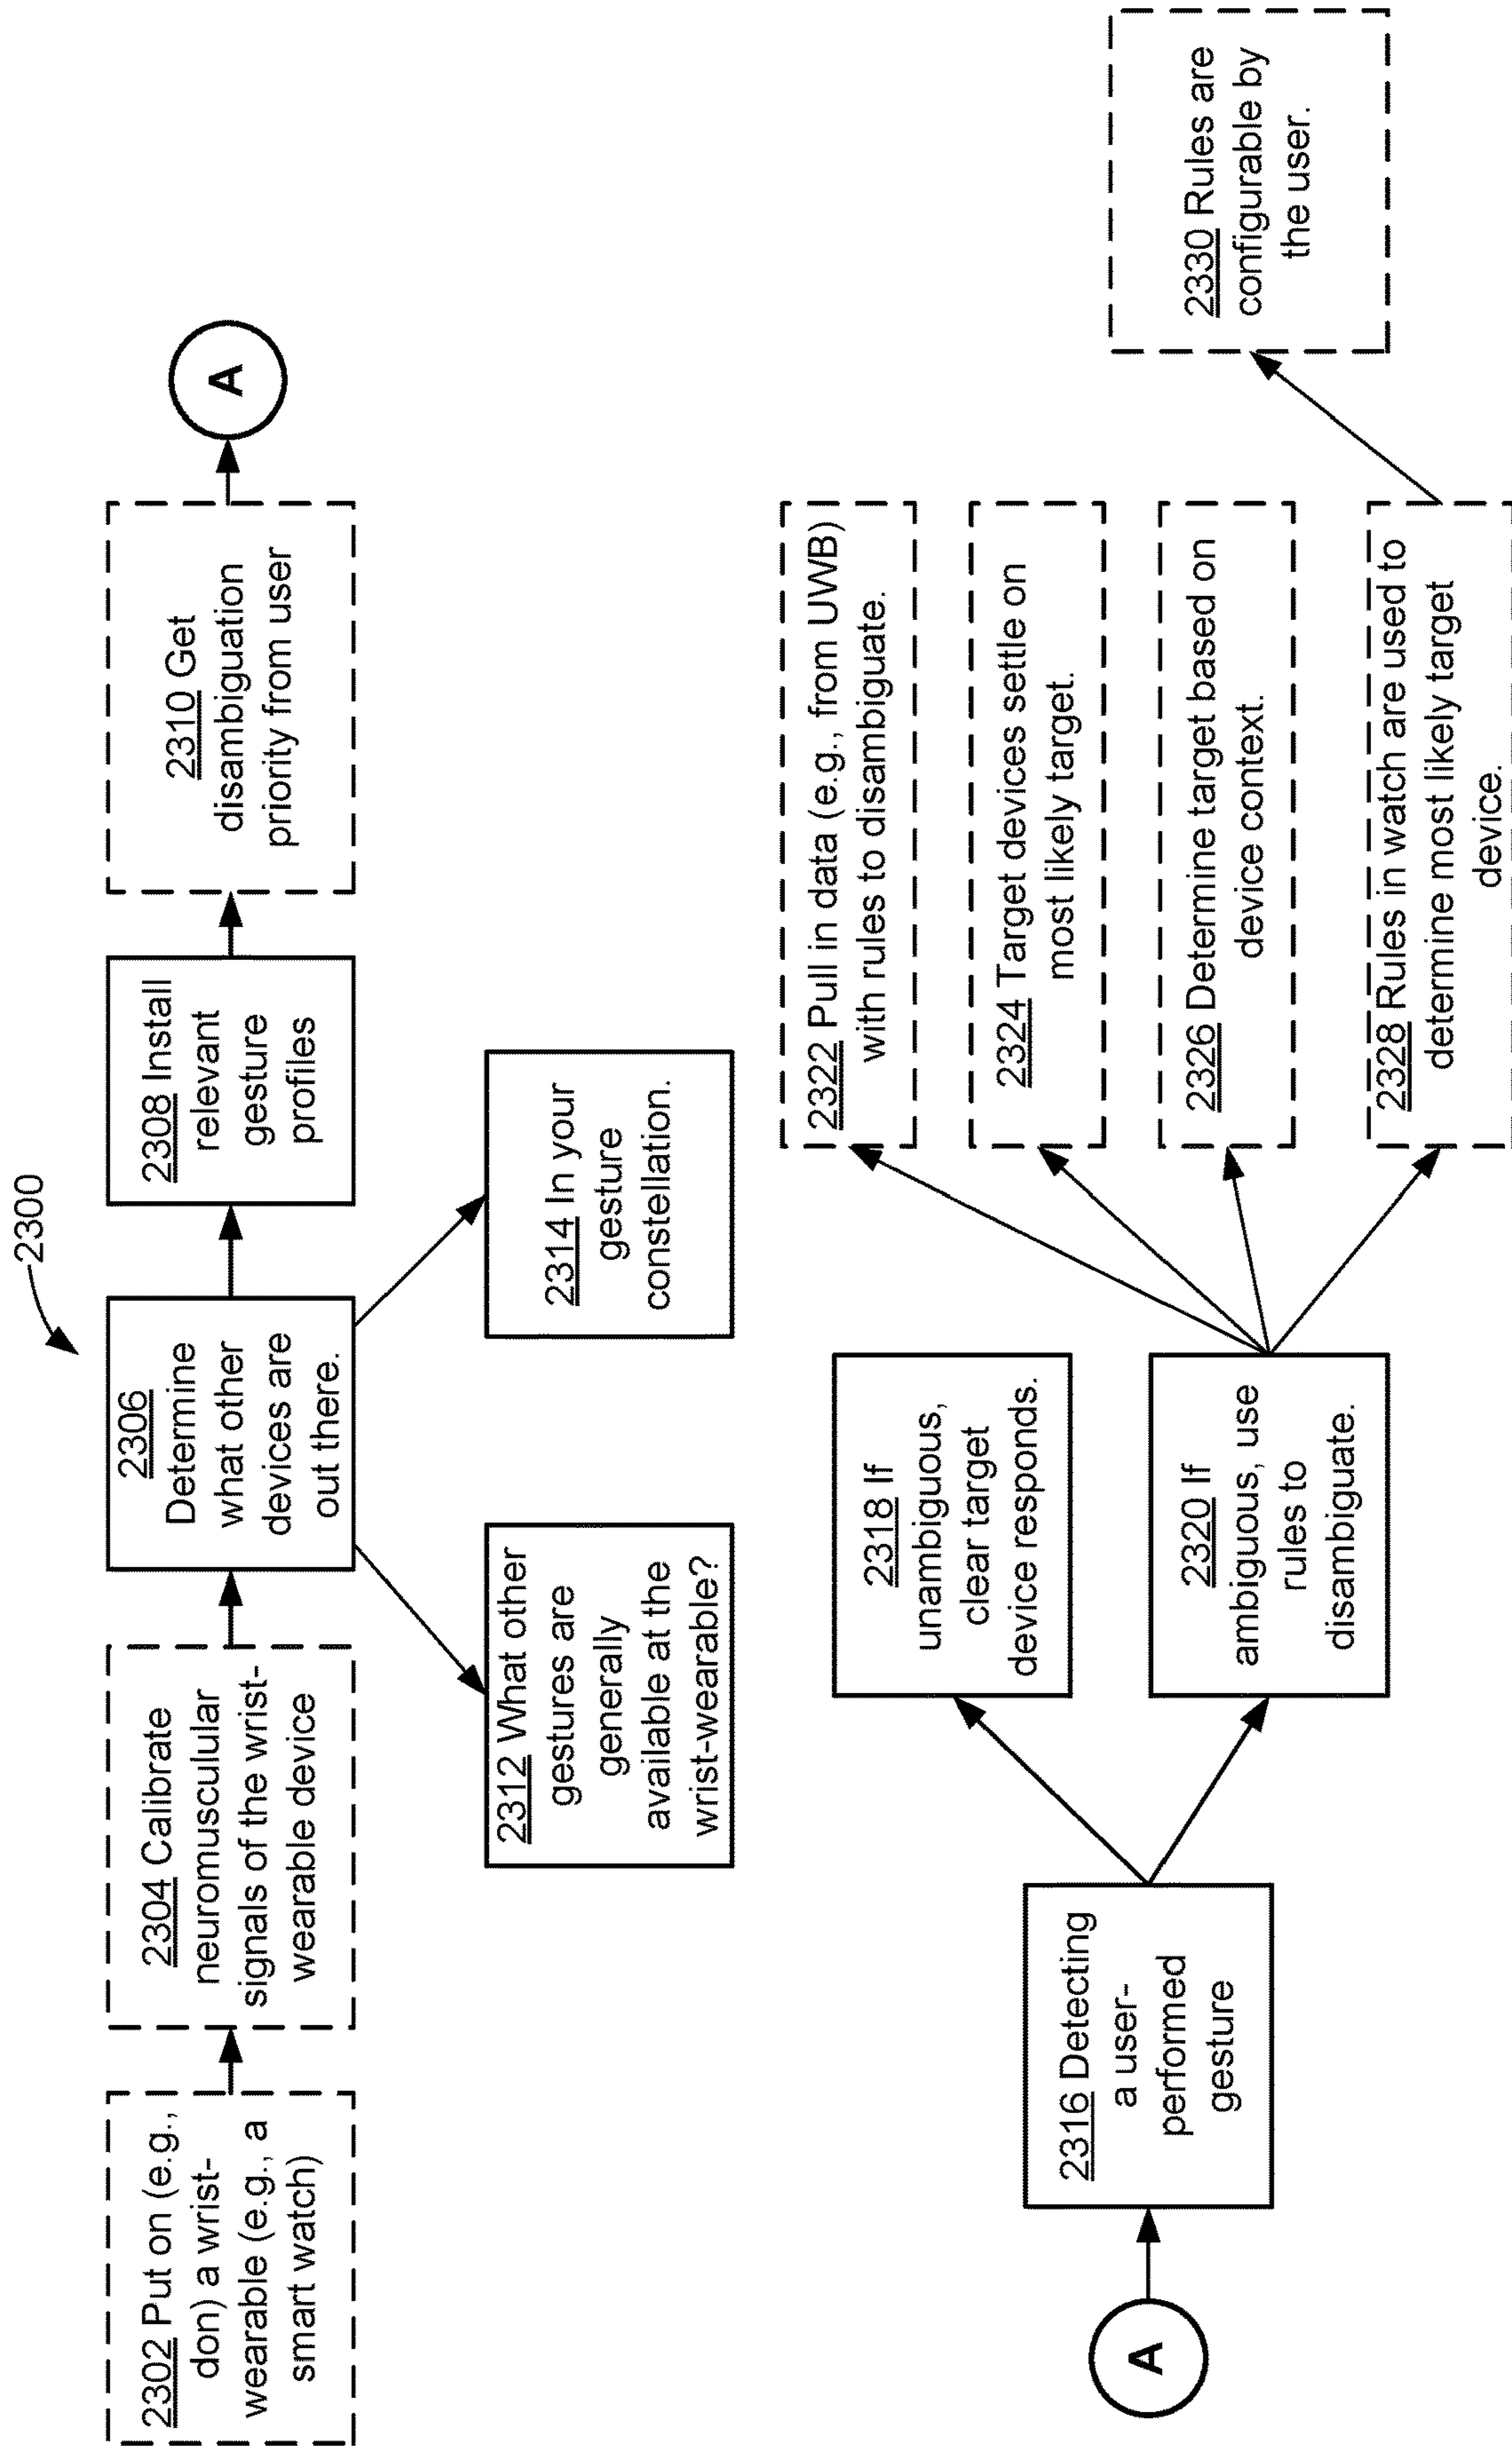 2300
2302 Put on (e.g.,
don) a wrist-
wearable (e.g., a
smart watch)
2304 Calibrate
neuromusclular
signals of the wrist-
wearable device
2306
Determine
what other
devices are
out there.
2308 Install
relevant
gesture
profiles
2310 Get
disambiguation
priority from user
A
2312 What other
gestures are
generally
available at the
wrist-wearable?
2314 In your
gesture
constellation.
A
2316 Detecting
a user-
performed
gesture
2318 If
unambiguous,
clear target
device responds.
2320 If
ambiguous, use
rules to
disambiguate.
2322 Pull in data (e.g., from UWB)
with rules to disambiguate.
2324 Target devices settle on
most likely target.
2326 Determine target based on
device context.
2328 Rules in watch are used to
determine most likely target
device.
2330 Rules are
configurable by
the user.